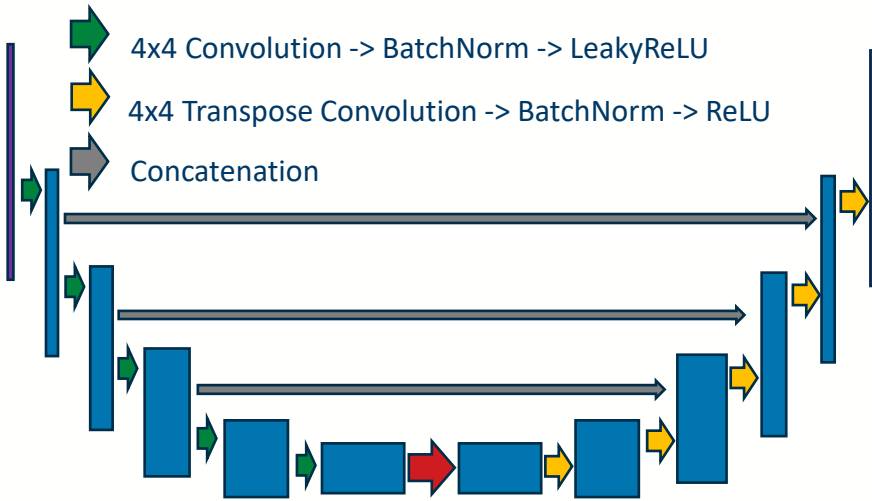 4x4 Convolution -> BatchNorm -> LeakyReLU
4x4 Transpose Convolution -> BatchNorm -> ReLU
Concatenation